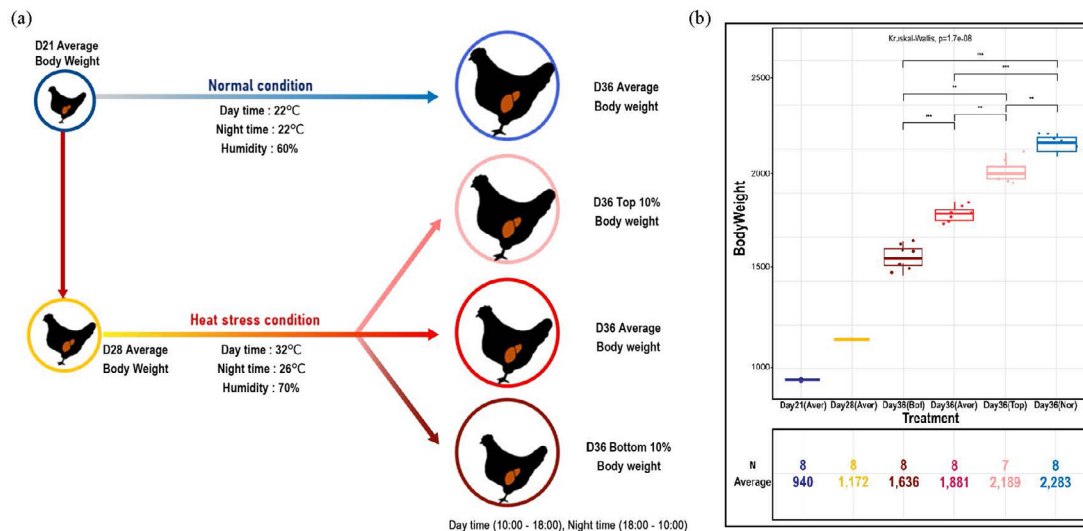 (a)
D21 Average
Body Weight
Normal condition
Day time : 22℃
Night time : 22℃
Humidity : 60%
D36 Average
Body weight
D36 Top 10%
Body weight
Heat stress condition
Day time : 32℃
Night time : 26℃
Humidity : 70%
D28 Average
Body Weight
D36 Average
Body weight
D36 Bottom 10%
Body weight
Day time (10:00 - 18:00), Night time (18:00 - 10:00)
(b)
Kruskal-Wallis, p=1.7e-08
***
***
**
**
***
**
BodyWeight
2500
2000
1500
1000
Day21(Aver) Day28(Aver) Day36(Bot) Day36(Aver) Day36(Top) Day36(Nor)
Treatment
N 8 8 8 8 7 8
Average 940 1,172 1,636 1,881 2,189 2,283